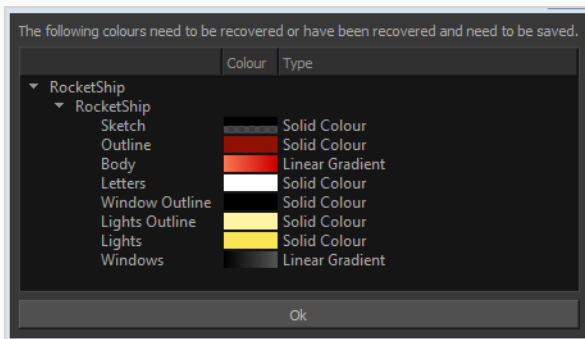 The following colours need to be recovered or have been recovered and need to be saved.
Colour Type
RocketShip
RocketShip
Sketch Solid Colour
Outline Solid Colour
Body Linear Gradient
Letters Solid Colour
Window Outline Solid Colour
Lights Outline Solid Colour
Lights Solid Colour
Windows Linear Gradient
Ok